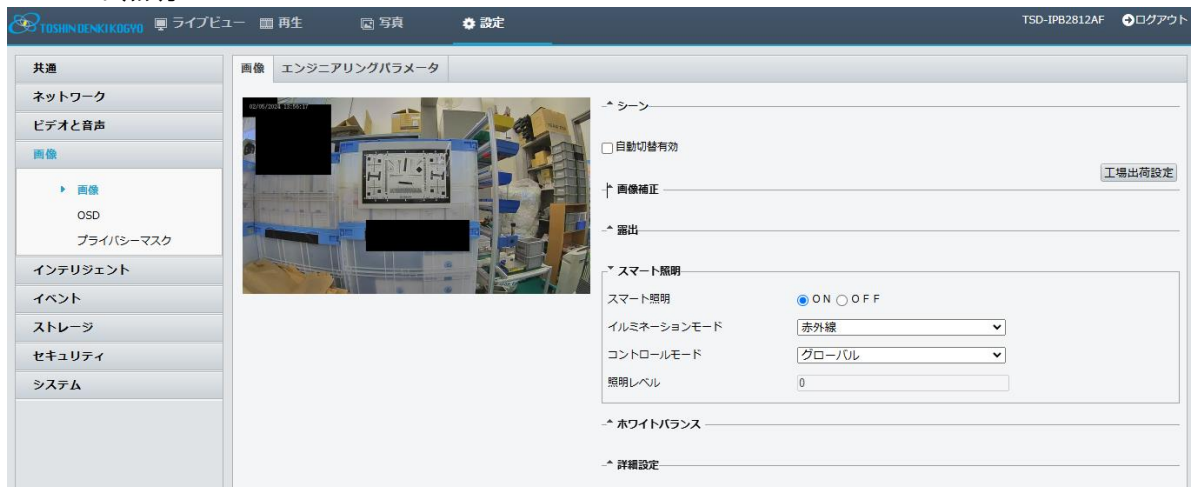 TOSHIN DENKI KOGYO ライブビュー 再生 写真 設定 TSD-IPB2812AF ログアウト
共通
ネットワーク
ビデオと音声
画像
画像
OSD
プライバシーマスク
インテリジェント
イベント
ストレージ
セキュリティ
システム
画像 エンジニアリングパラメータ
シーン
自動切替有効
工場出荷設定
画像補正
露出
スマート照明
スマート照明 ON OFF
イルミネーションモード 赤外線
コントロールモード グローバル
照明レベル 0
ホワイトバランス
詳細設定